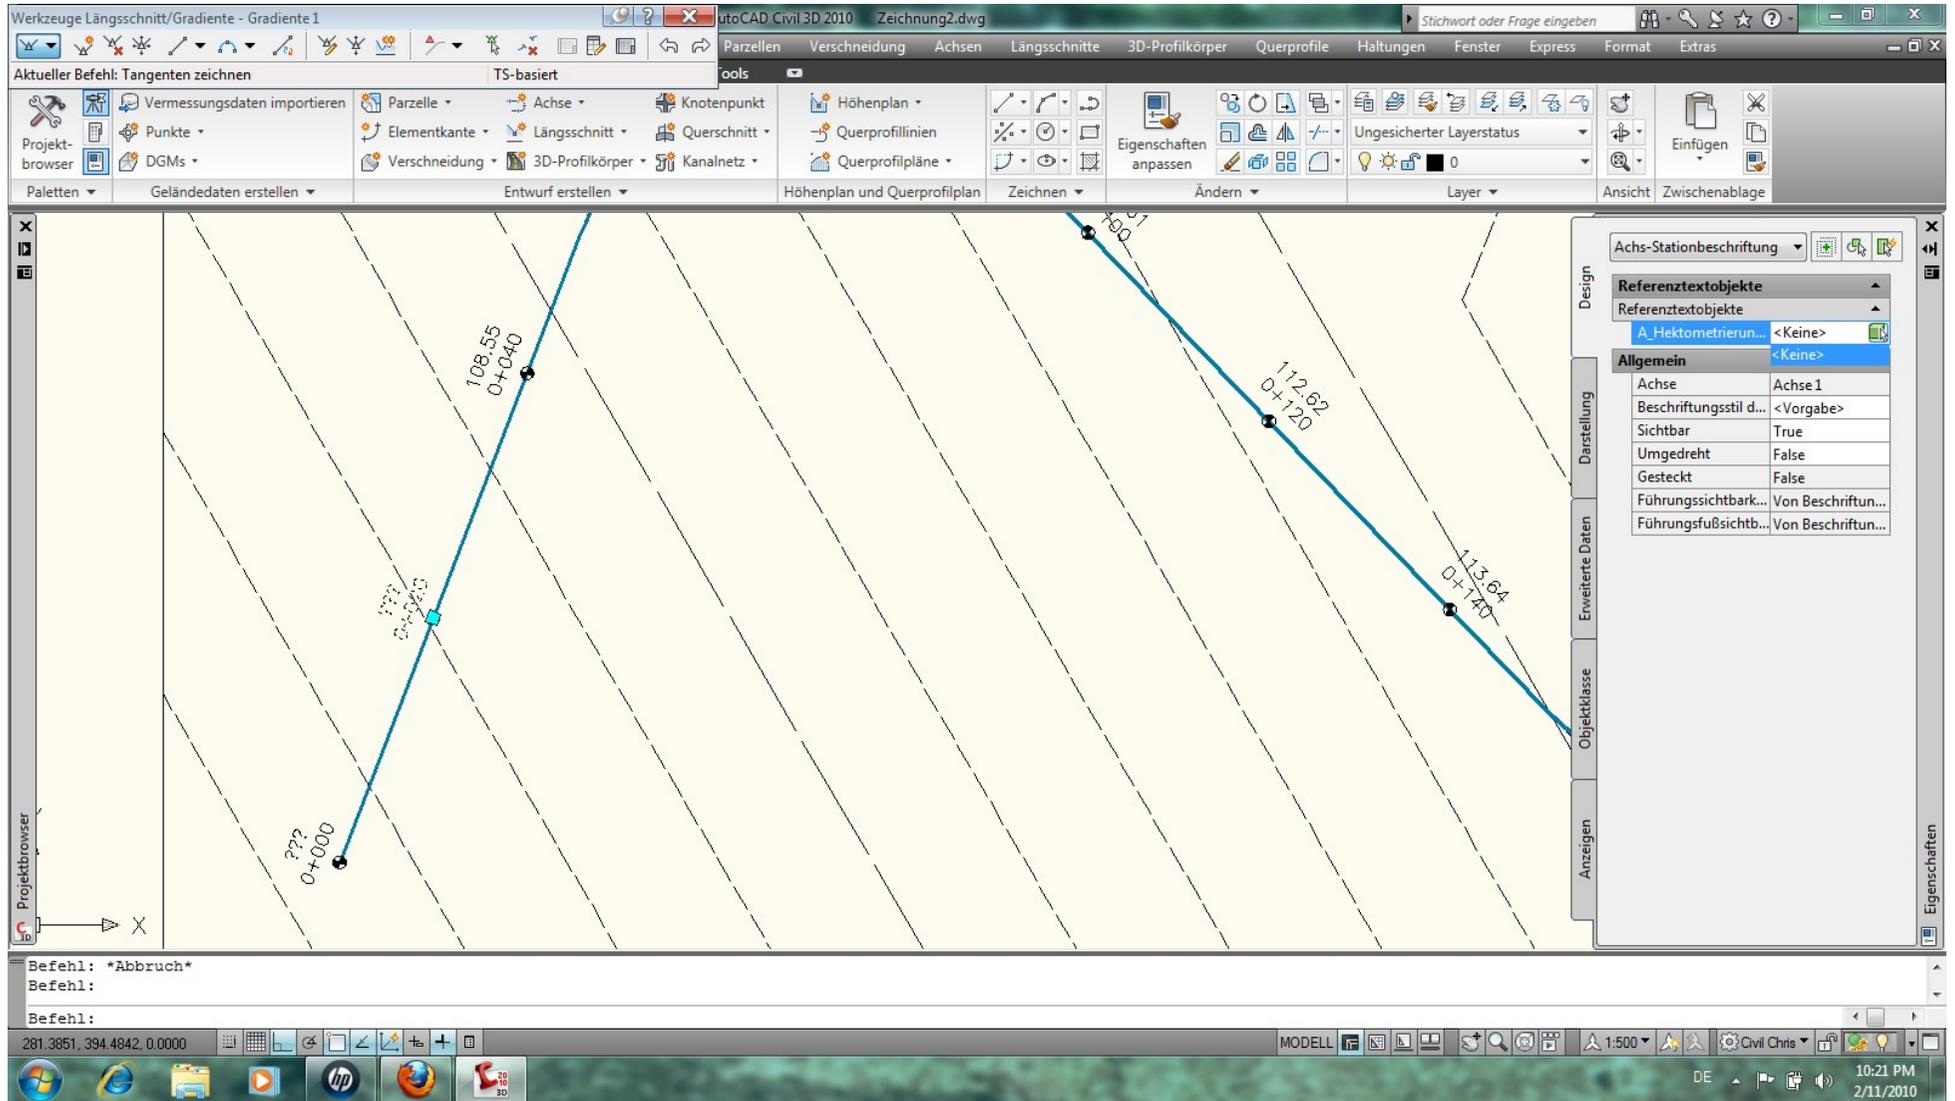 Werkzeuge Längsschnitt/Gradiente - Gradiente 1
utoCAD Civil 3D 2010 Zeichnung2.dwg
Stichwort oder Frage eingeben
Parzellen Verschneidung Achsen Längsschnitte 3D-Profilkörper Querprofile Haltungen Fenster Express Format Extras
Aktueller Befehl: Tangenten zeichnen TS-basiert
Tools
Vermessungsdaten importieren Parzelle Achse Knotenpunkt Höhenplan
Punkte Elementkante Längsschnitt Querschnitt Querprofillinien Ungesicherter Layerstatus
Projekt-
browser
DGMs Verschneidung 3D-Profilkörper Kanalnetz Querprofilpläne
Eigenschaften
anpassen
0
Einfügen
Paletten Geländedaten erstellen Entwurf erstellen Höhenplan und Querprofilplan Zeichnen Ändern Layer Ansicht Zwischenablage
108.55
0+040
???
0+000
112.62
0+120
113.64
0+140
X
Projektbrowser
Design
Darstellung
Erweiterte Daten
Objektklasse
Anzeigen
Achs-Stationbeschriftung
Referenztextobjekte
Referenztextobjekte
A_Hektometrierun... <Keine>
<Keine>
Allgemein
Achse Achse 1
Beschriftungsstil d... <Vorgabe>
Sichtbar True
Umgedreht False
Gesteckt False
Führungssichtbark... Von Beschriftun...
Führungsfußsichtb... Von Beschriftun...
Eigenschaften
Befehl: *Abbruch*
Befehl:
Befehl:
281.3851, 394.4842, 0.0000 MODELL 1:500 Civil Chris
DE 10:21 PM
2/11/2010